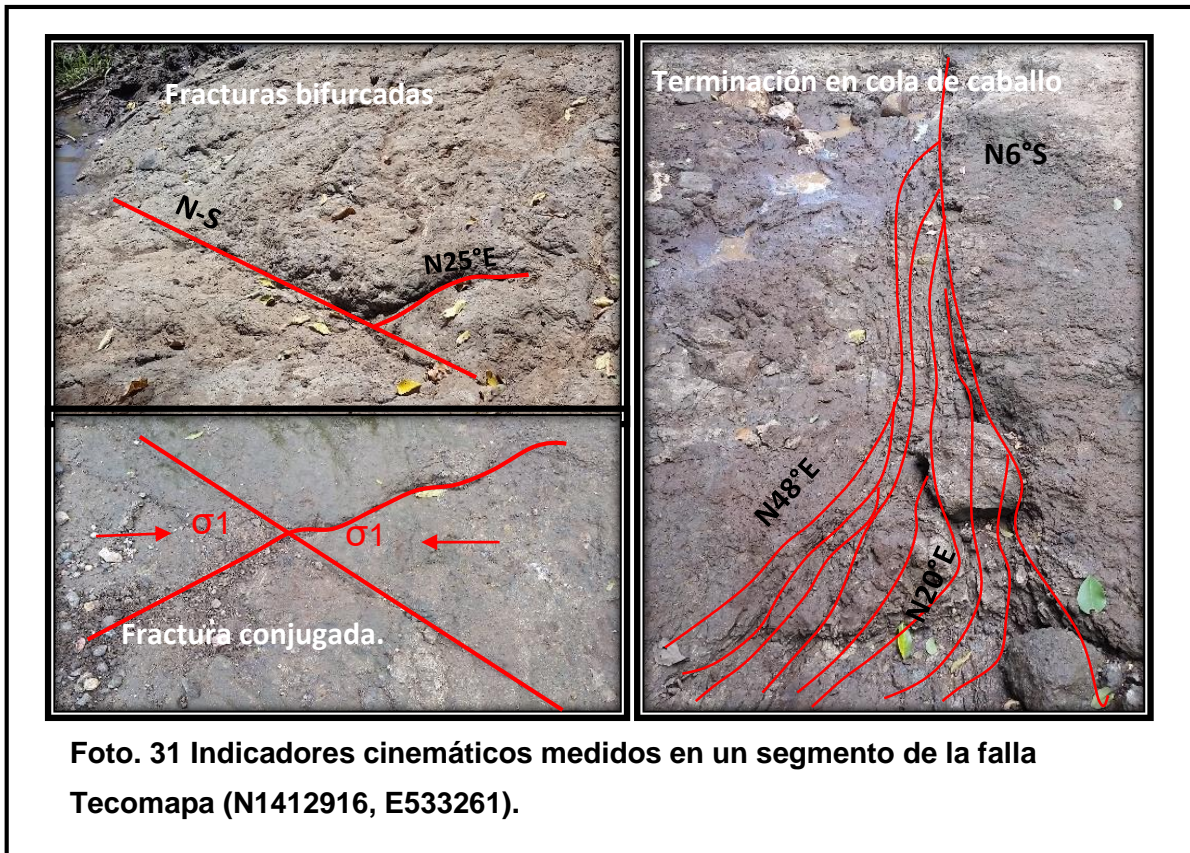 Fracturas bifurcadas
N-S
N25°E
σ1
σ1
Fractura conjugada.
Terminación en cola de caballo
N6°S
N48°E
N20°E
Foto. 31 Indicadores cinemáticos medidos en un segmento de la falla
Tecomapa (N1412916, E533261).